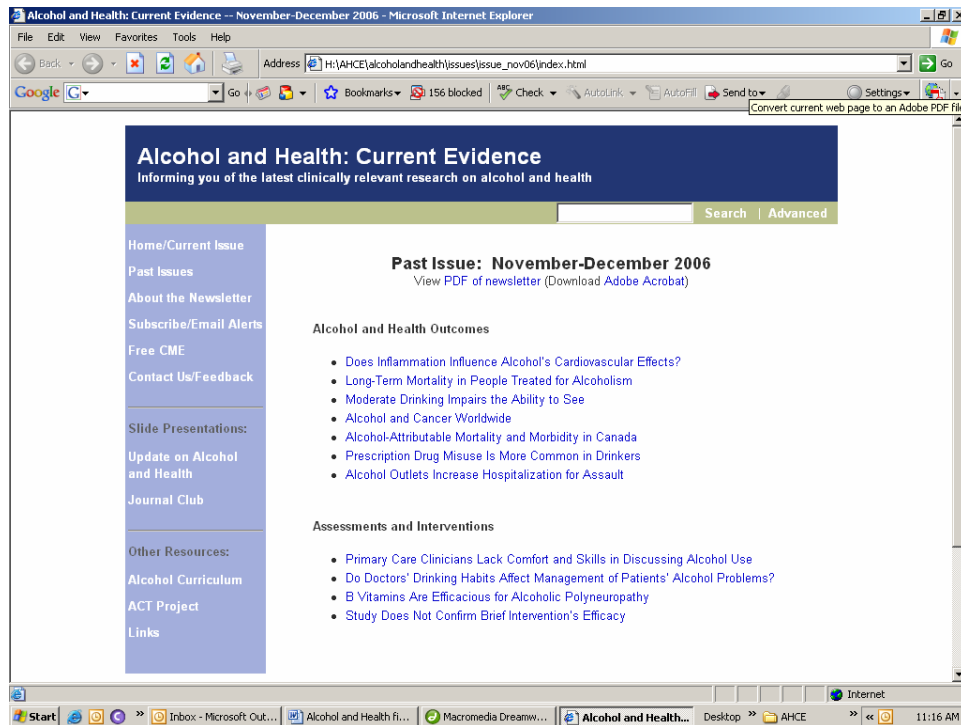 Alcohol and Health: Current Evidence -- November-December 2006 - Microsoft Internet Explorer
File Edit View Favorites Tools Help
Back Address H:\AHCE\alcoholandhealth\issues\issue_nov06\index.html Go
Google G Go Bookmarks 156 blocked ABC Check AutoLink AutoFill Send to Settings
Convert current web page to an Adobe PDF file
Alcohol and Health: Current Evidence
Informing you of the latest clinically relevant research on alcohol and health
Search | Advanced
Home/Current Issue
Past Issues
About the Newsletter
Subscribe/Email Alerts
Free CME
Contact Us/Feedback
Slide Presentations:
Update on Alcohol
and Health
Journal Club
Other Resources:
Alcohol Curriculum
ACT Project
Links
Past Issue: November-December 2006
View PDF of newsletter (Download Adobe Acrobat)
Alcohol and Health Outcomes
• Does Inflammation Influence Alcohol's Cardiovascular Effects?
• Long-Term Mortality in People Treated for Alcoholism
• Moderate Drinking Impairs the Ability to See
• Alcohol and Cancer Worldwide
• Alcohol-Attributable Mortality and Morbidity in Canada
• Prescription Drug Misuse Is More Common in Drinkers
• Alcohol Outlets Increase Hospitalization for Assault
Assessments and Interventions
• Primary Care Clinicians Lack Comfort and Skills in Discussing Alcohol Use
• Do Doctors' Drinking Habits Affect Management of Patients' Alcohol Problems?
• B Vitamins Are Efficacious for Alcoholic Polyneuropathy
• Study Does Not Confirm Brief Intervention's Efficacy
Internet
Start » Inbox - Microsoft Out... Alcohol and Health fi... Macromedia Dreamw... Alcohol and Health... Desktop » AHCE » « 11:16 AM